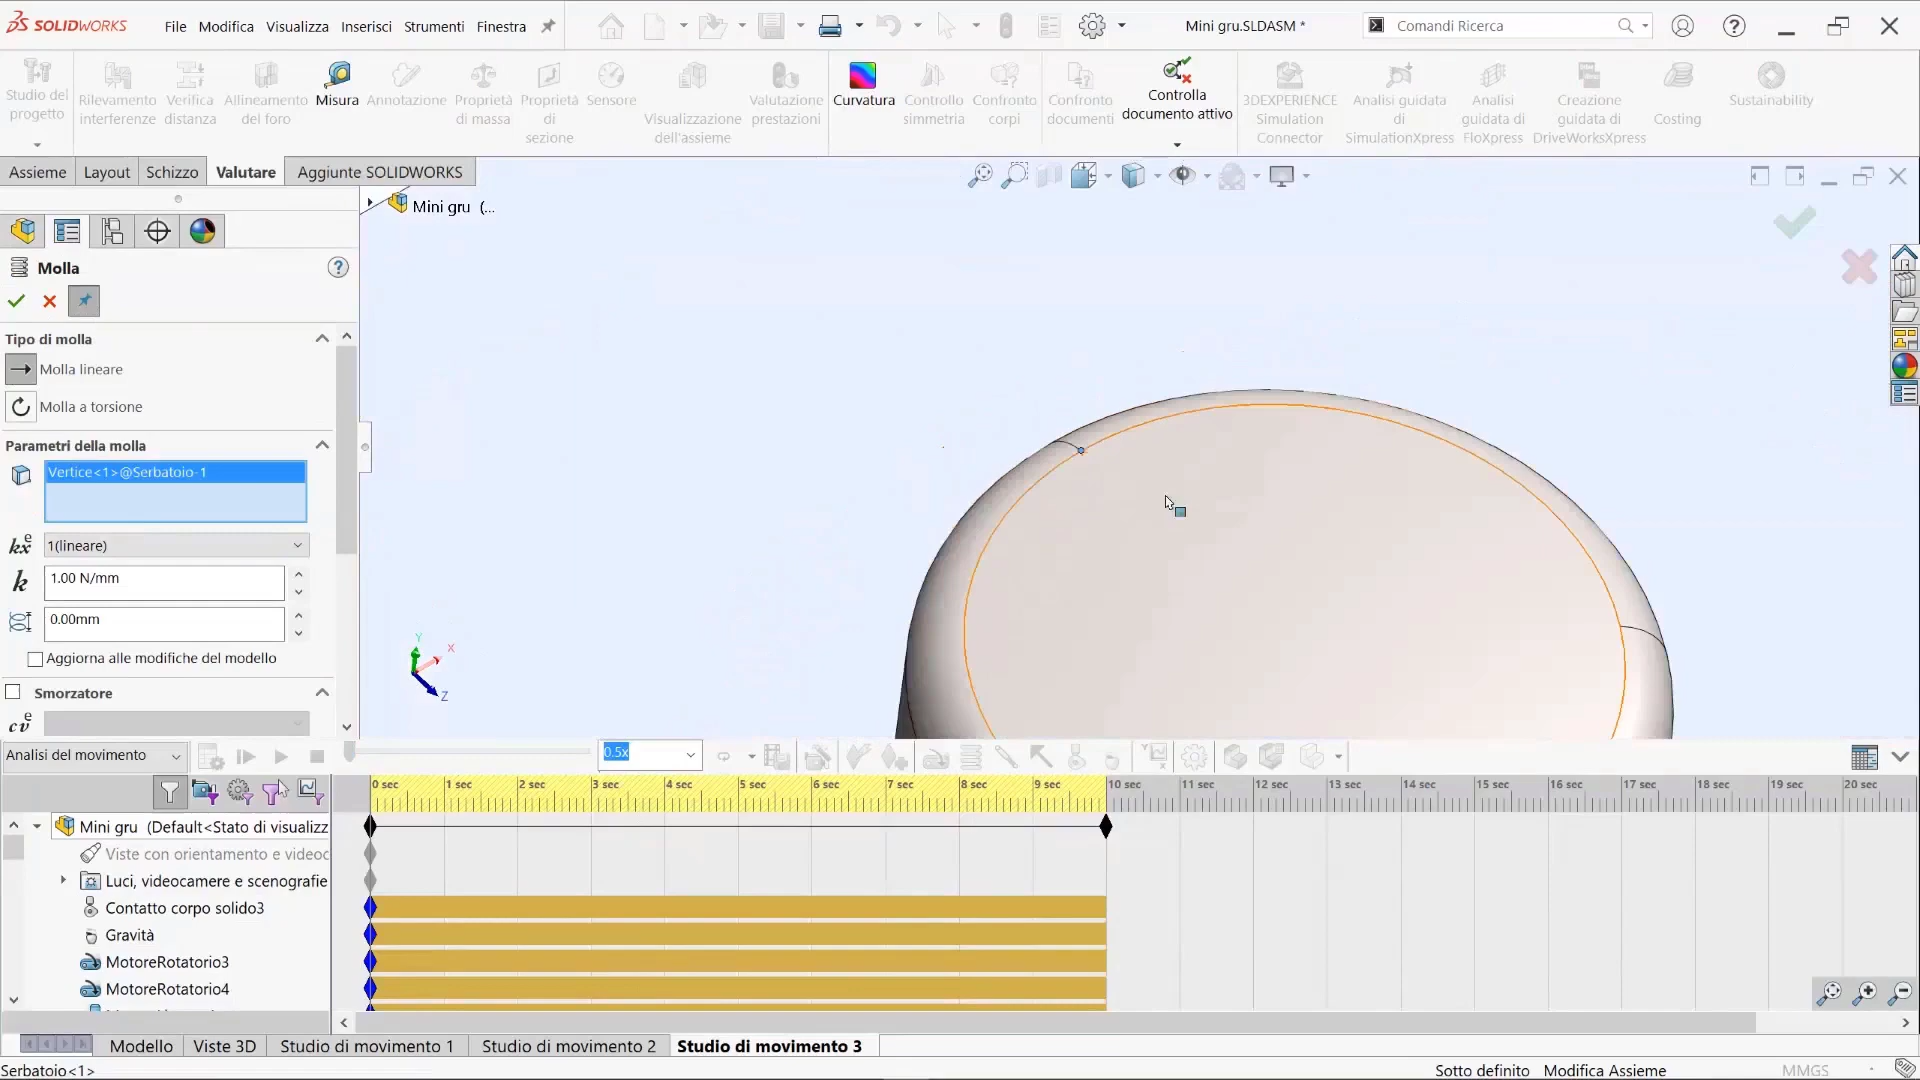 SOLIDWORKS
File Modifica Visualizza Inserisci Strumenti Finestra
Mini gru.SLDASM *
Comandi Ricerca
Studio del progetto
Rilevamento interferenze
Verifica distanza
Allineamento del foro
Misura
Annotazione
Proprietà di massa
Proprietà di sezione
Sensore
Visualizzazione dell'assieme
Valutazione prestazioni
Curvatura
Controllo simmetria
Confronto corpi
Confronto documenti
Controlla documento attivo
3DEXPERIENCE Simulation Connector
Analisi guidata di SimulationXpress
Analisi guidata di FloXpress
Creazione guidata di DriveWorksXpress
Costing
Sustainability
Assieme Layout Schizzo Valutare Aggiunte SOLIDWORKS
Mini gru (...
Molla
Tipo di molla
Molla lineare
Molla a torsione
Parametri della molla
Vertice<1>@Serbatoio-1
kx e 1(lineare)
k 1.00 N/mm
0.00mm
Aggiorna alle modifiche del modello
Smorzatore
cv e
Y
X
Z
Analisi del movimento
0.5x
0 sec 1 sec 2 sec 3 sec 4 sec 5 sec 6 sec 7 sec 8 sec 9 sec 10 sec 11 sec 12 sec 13 sec 14 sec 15 sec 16 sec 17 sec 18 sec 19 sec 20 sec
Mini gru (Default<Stato di visualizz
Viste con orientamento e videoc
Luci, videocamere e scenografie
Contatto corpo solido3
Gravità
MotoreRotatorio3
MotoreRotatorio4
Modello Viste 3D Studio di movimento 1 Studio di movimento 2 Studio di movimento 3
Serbatoio<1>
Sotto definito Modifica Assieme MMGS